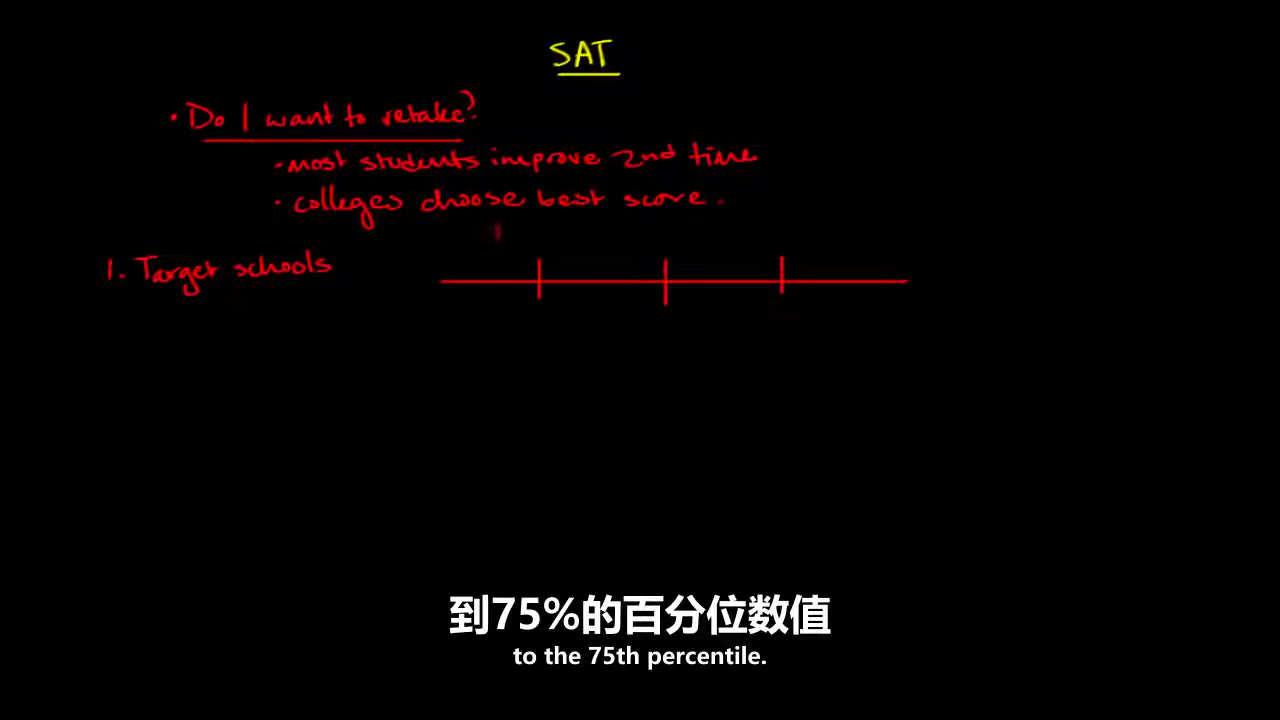 SAT
• Do I want to retake?
• most students improve 2nd time
• colleges choose best score.
1. Target schools
到75%的百分位数值
to the 75th percentile.